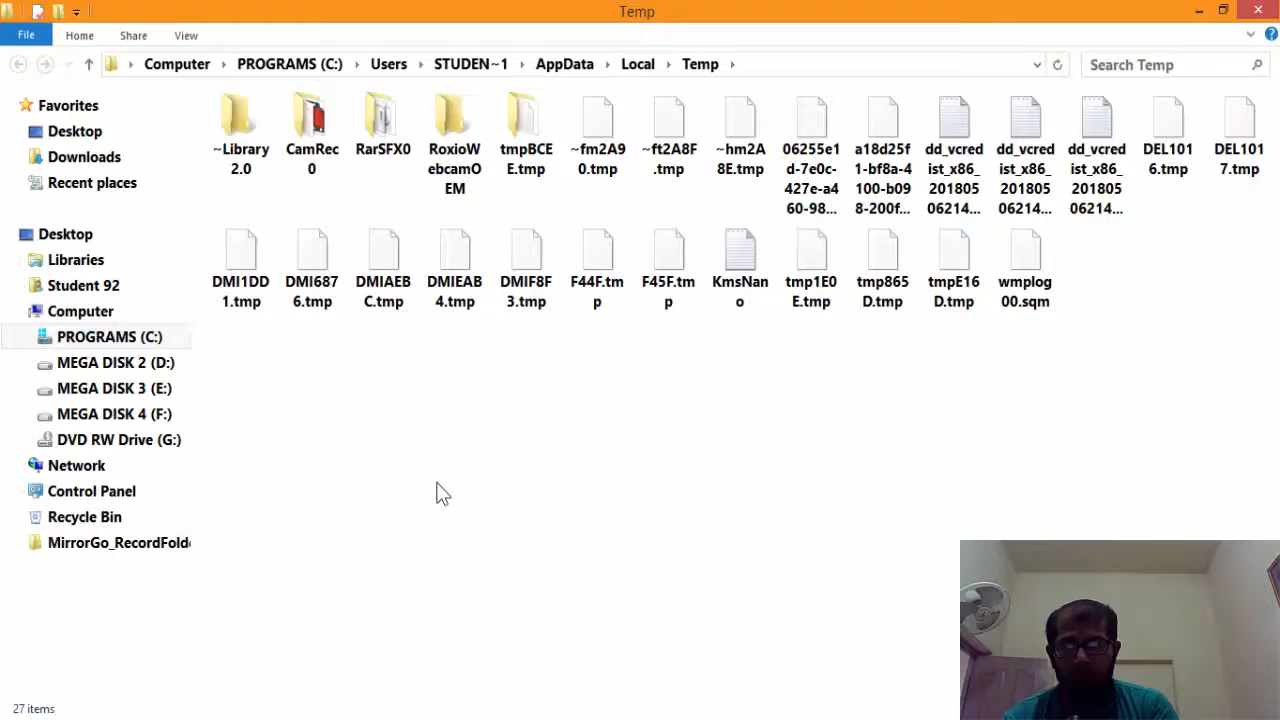 Temp
File Home Share View
Computer PROGRAMS (C:) Users STUDEN~1 AppData Local Temp
Search Temp
Favorites
Desktop
Downloads
Recent places
Desktop
Libraries
Student 92
Computer
PROGRAMS (C:)
MEGA DISK 2 (D:)
MEGA DISK 3 (E:)
MEGA DISK 4 (F:)
DVD RW Drive (G:)
Network
Control Panel
Recycle Bin
MirrorGo_RecordFolde
~Library
2.0
CamRec
0
RarSFX0
RoxioW
ebcamO
EM
tmpBCE
E.tmp
~fm2A9
0.tmp
~ft2A8F
.tmp
~hm2A
8E.tmp
06255e1
d-7e0c-
427e-a4
60-98...
a18d25f
1-bf8a-4
100-b09
8-200f...
dd_vcred
ist_x86_
201805
06214...
dd_vcred
ist_x86_
201805
06214...
dd_vcred
ist_x86_
201805
06214...
DEL101
6.tmp
DEL101
7.tmp
DMI1DD
1.tmp
DMI687
6.tmp
DMIAEB
C.tmp
DMIEAB
4.tmp
DMIF8F
3.tmp
F44F.tm
p
F45F.tm
p
KmsNan
o
tmp1E0
E.tmp
tmp865
D.tmp
tmpE16
D.tmp
wmplog
00.sqm
27 items